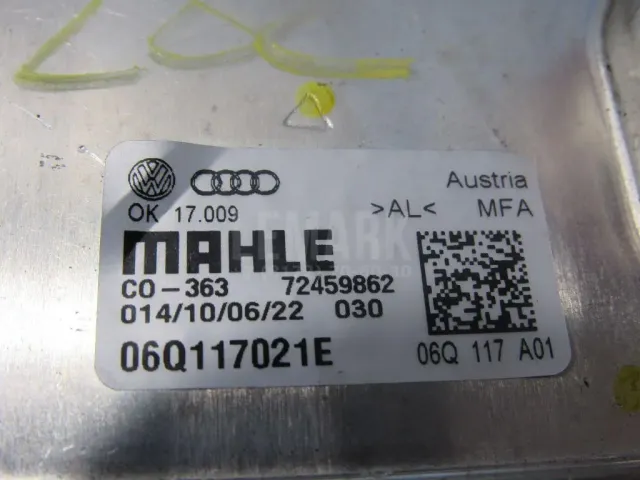 Austria
OK 17.009 >AL< MFA
MAHLE
CO-363 72459862
014/10/06/22 030
06Q117021E 06Q 117 A01